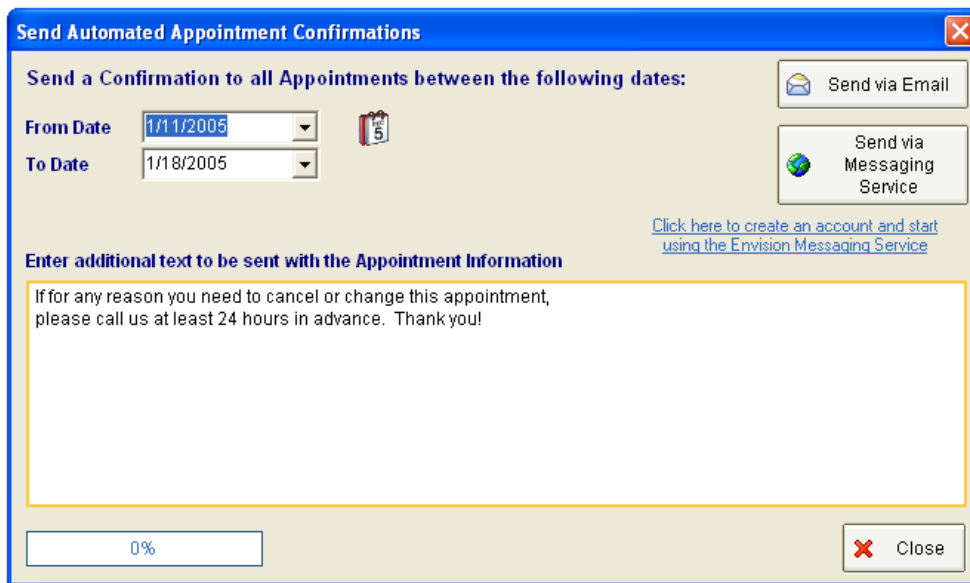 Send Automated Appointment Confirmations
Send a Confirmation to all Appointments between the following dates:
Send via Email
From Date
1/11/2005
5
To Date
1/18/2005
Send via
Messaging
Service
Click here to create an account and start
using the Envision Messaging Service
Enter additional text to be sent with the Appointment Information
If for any reason you need to cancel or change this appointment,
please call us at least 24 hours in advance.  Thank you!
0%
Close